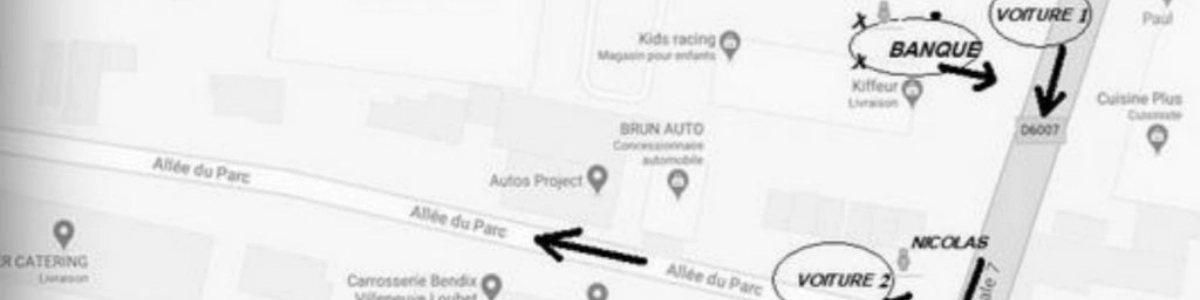 VOITURE 1
Paul
Kids racing
Magasin pour enfants
BANQUE
Kiffeur
Livraison
Cuisine Plus
Cuisiniste
D6007
BRUN AUTO
Concessionnaire
automobile
Allée du Parc
Autos Project
Allée du Parc
NICOLAS
R CATERING
Livraison
Allée du Parc
VOITURE 2
Carrosserie Bendix
Villeneuve Loubet
ale 7